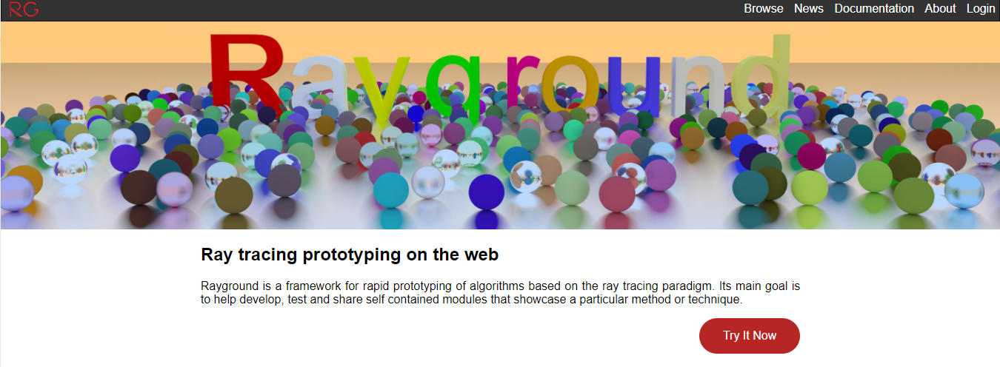 RG
Browse News Documentation About Login
Rayground
Ray tracing prototyping on the web
Rayground is a framework for rapid prototyping of algorithms based on the ray tracing paradigm. Its main goal is
to help develop, test and share self contained modules that showcase a particular method or technique.
Try It Now